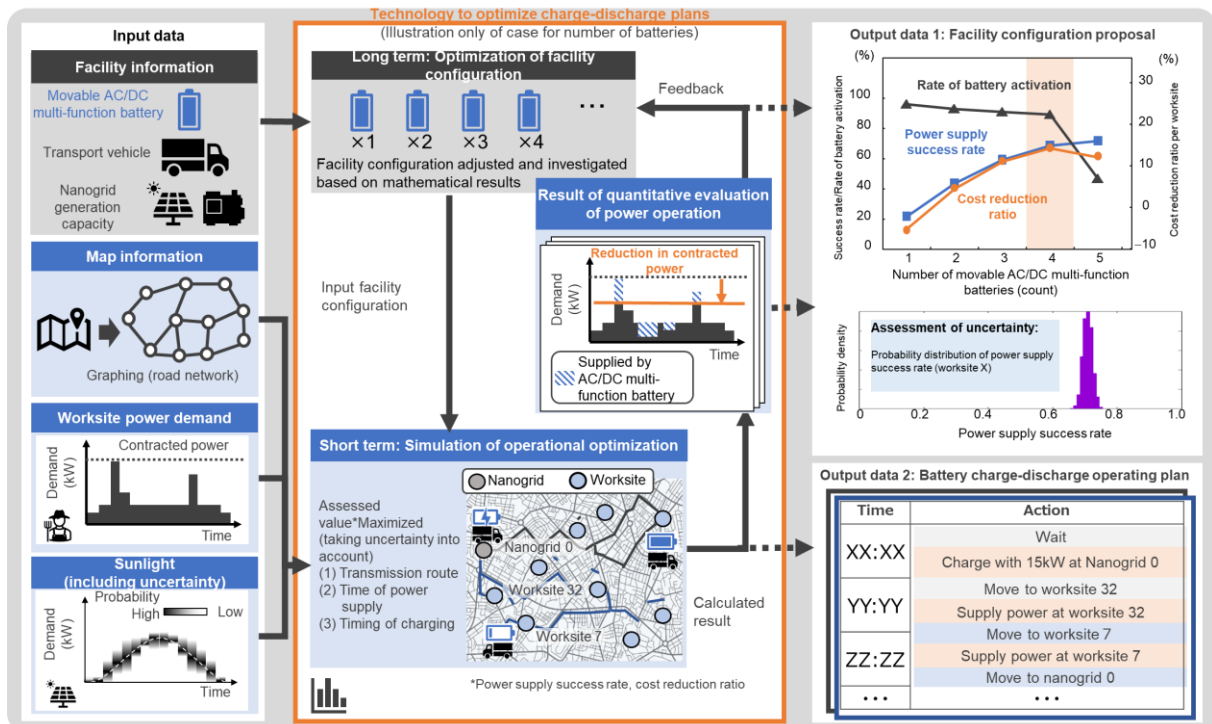 Input data
Facility information
Movable AC/DC
multi-function battery
Transport vehicle
Nanogrid
generation
capacity
Map information
Graphing (road network)
Worksite power demand
Contracted power
Demand
(kW)
Time
Sunlight
(including uncertainty)
Probability
High
Low
Demand
(kW)
Time
Technology to optimize charge-discharge plans
(Illustration only of case for number of batteries)
Long term: Optimization of facility
configuration
×1
×2
×3
×4
...
Facility configuration adjusted and investigated
based on mathematical results
Feedback
Input facility
configuration
Result of quantitative evaluation
of power operation
Reduction in contracted
power
Demand
(kW)
Time
Supplied by
AC/DC multi-
function battery
Short term: Simulation of operational optimization
Nanogrid
Worksite
Assessed
value*Maximized
(taking uncertainty into
account)
(1) Transmission route
(2) Time of power
supply
(3) Timing of charging
Nanogrid 0
Worksite 32
Worksite 7
Calculated
result
*Power supply success rate, cost reduction ratio
Output data 1: Facility configuration proposal
(%)
(%)
Success rate/Rate of battery activation
100
80
60
40
20
0
Rate of battery activation
Power supply
success rate
Cost reduction
ratio
30
20
10
0
−10
Cost reduction ratio per worksite
1
2
3
4
5
Number of movable AC/DC multi-function
batteries (count)
Assessment of uncertainty:
Probability distribution of power supply
success rate (worksite X)
Probability density
0
0.2
0.4
0.6
0.8
1.0
Power supply success rate
Output data 2: Battery charge-discharge operating plan
Time
Action
XX:XX
Wait
Charge with 15kW at Nanogrid 0
YY:YY
Move to worksite 32
Supply power at worksite 32
ZZ:ZZ
Move to worksite 7
Supply power at worksite 7
Move to nanogrid 0
...
...